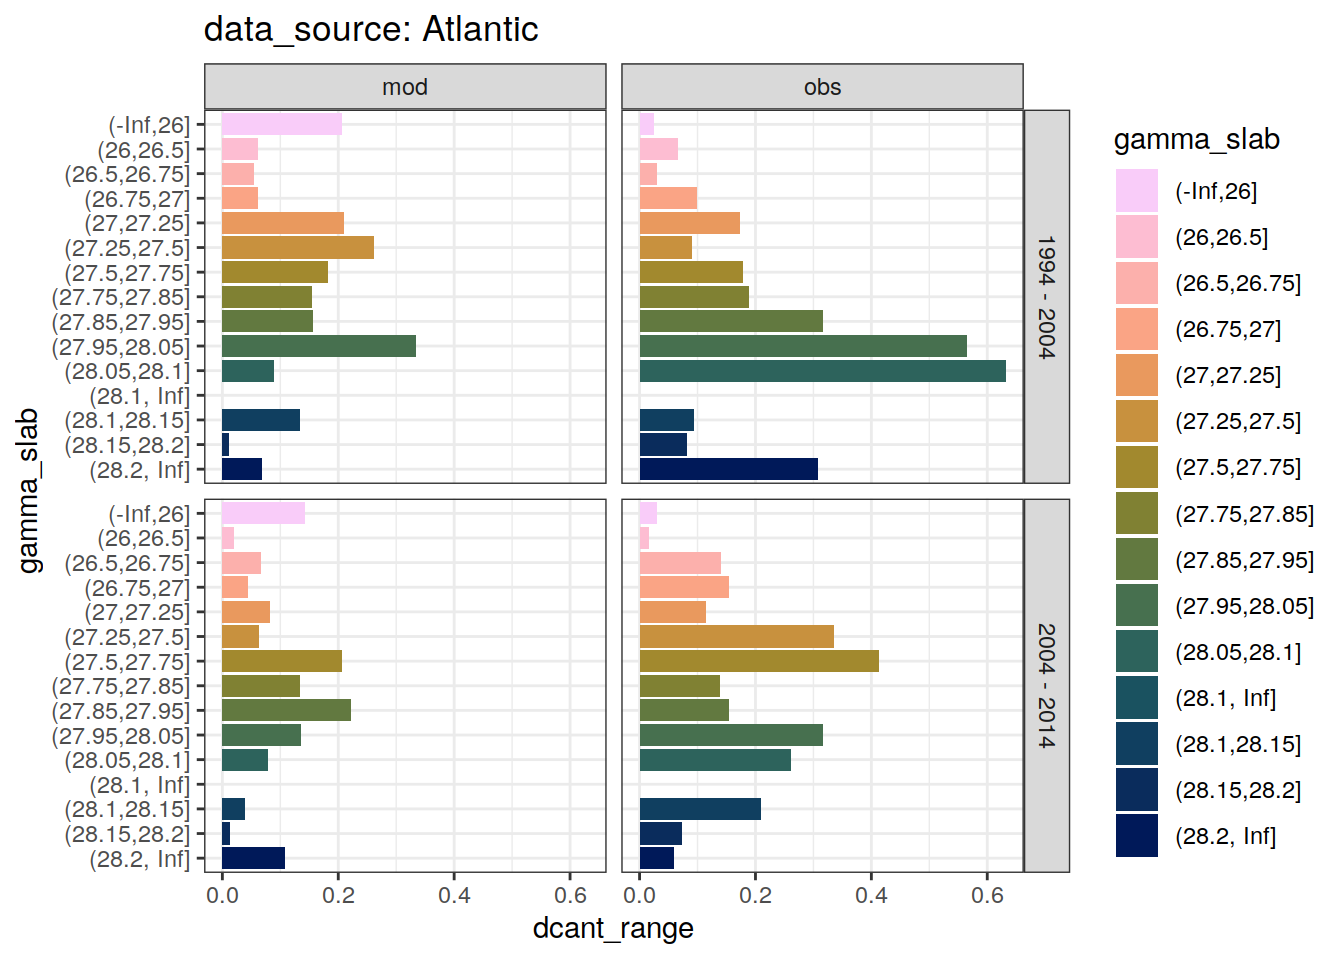 data_source: Atlantic
mod
obs
(-Inf,26]
(26,26.5]
(26.5,26.75]
(26.75,27]
(27,27.25]
(27.25,27.5]
(27.5,27.75]
(27.75,27.85]
(27.85,27.95]
(27.95,28.05]
(28.05,28.1]
(28.1, Inf]
(28.1,28.15]
(28.15,28.2]
(28.2, Inf]
1994 - 2004
(-Inf,26]
(26,26.5]
(26.5,26.75]
(26.75,27]
(27,27.25]
(27.25,27.5]
(27.5,27.75]
(27.75,27.85]
(27.85,27.95]
(27.95,28.05]
(28.05,28.1]
(28.1, Inf]
(28.1,28.15]
(28.15,28.2]
(28.2, Inf]
2004 - 2014
gamma_slab
0.0 0.2 0.4 0.6
0.0 0.2 0.4 0.6
dcant_range
gamma_slab
(-Inf,26]
(26,26.5]
(26.5,26.75]
(26.75,27]
(27,27.25]
(27.25,27.5]
(27.5,27.75]
(27.75,27.85]
(27.85,27.95]
(27.95,28.05]
(28.05,28.1]
(28.1, Inf]
(28.1,28.15]
(28.15,28.2]
(28.2, Inf]